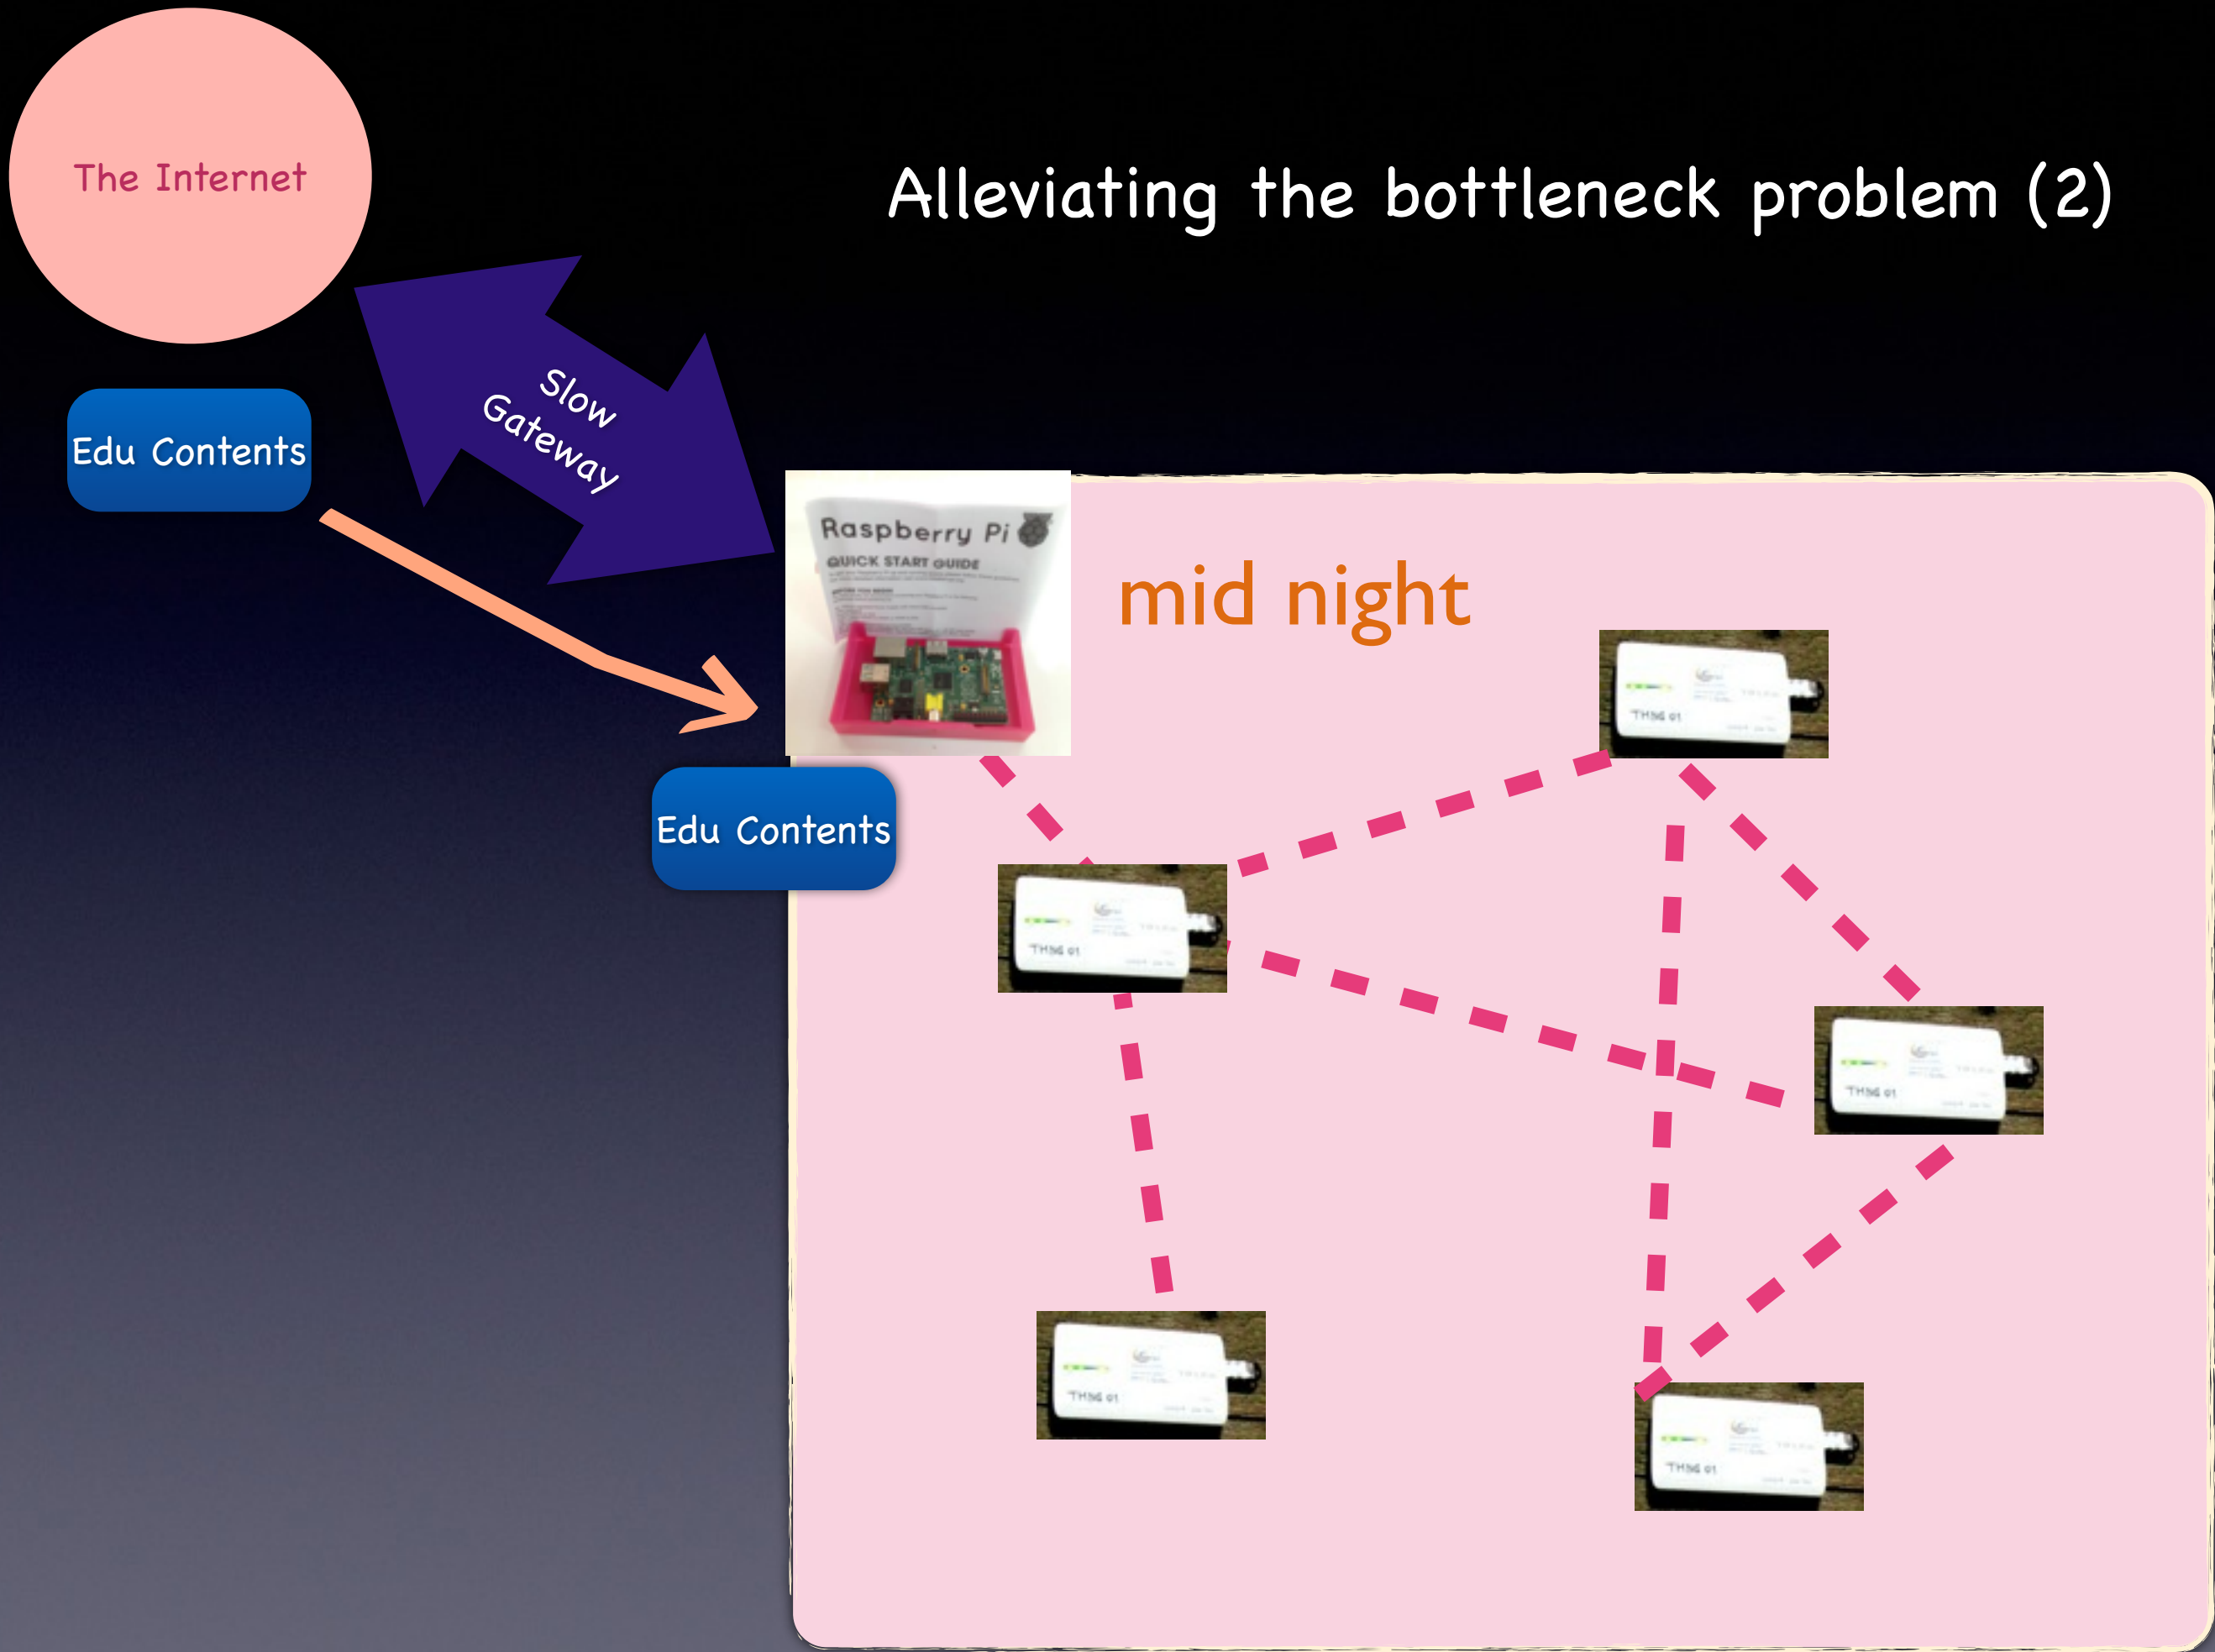 The Internet
Alleviating the bottleneck problem (2)
Slow
Gateway
Edu Contents
Raspberry Pi
QUICK START GUIDE
mid night
Edu Contents